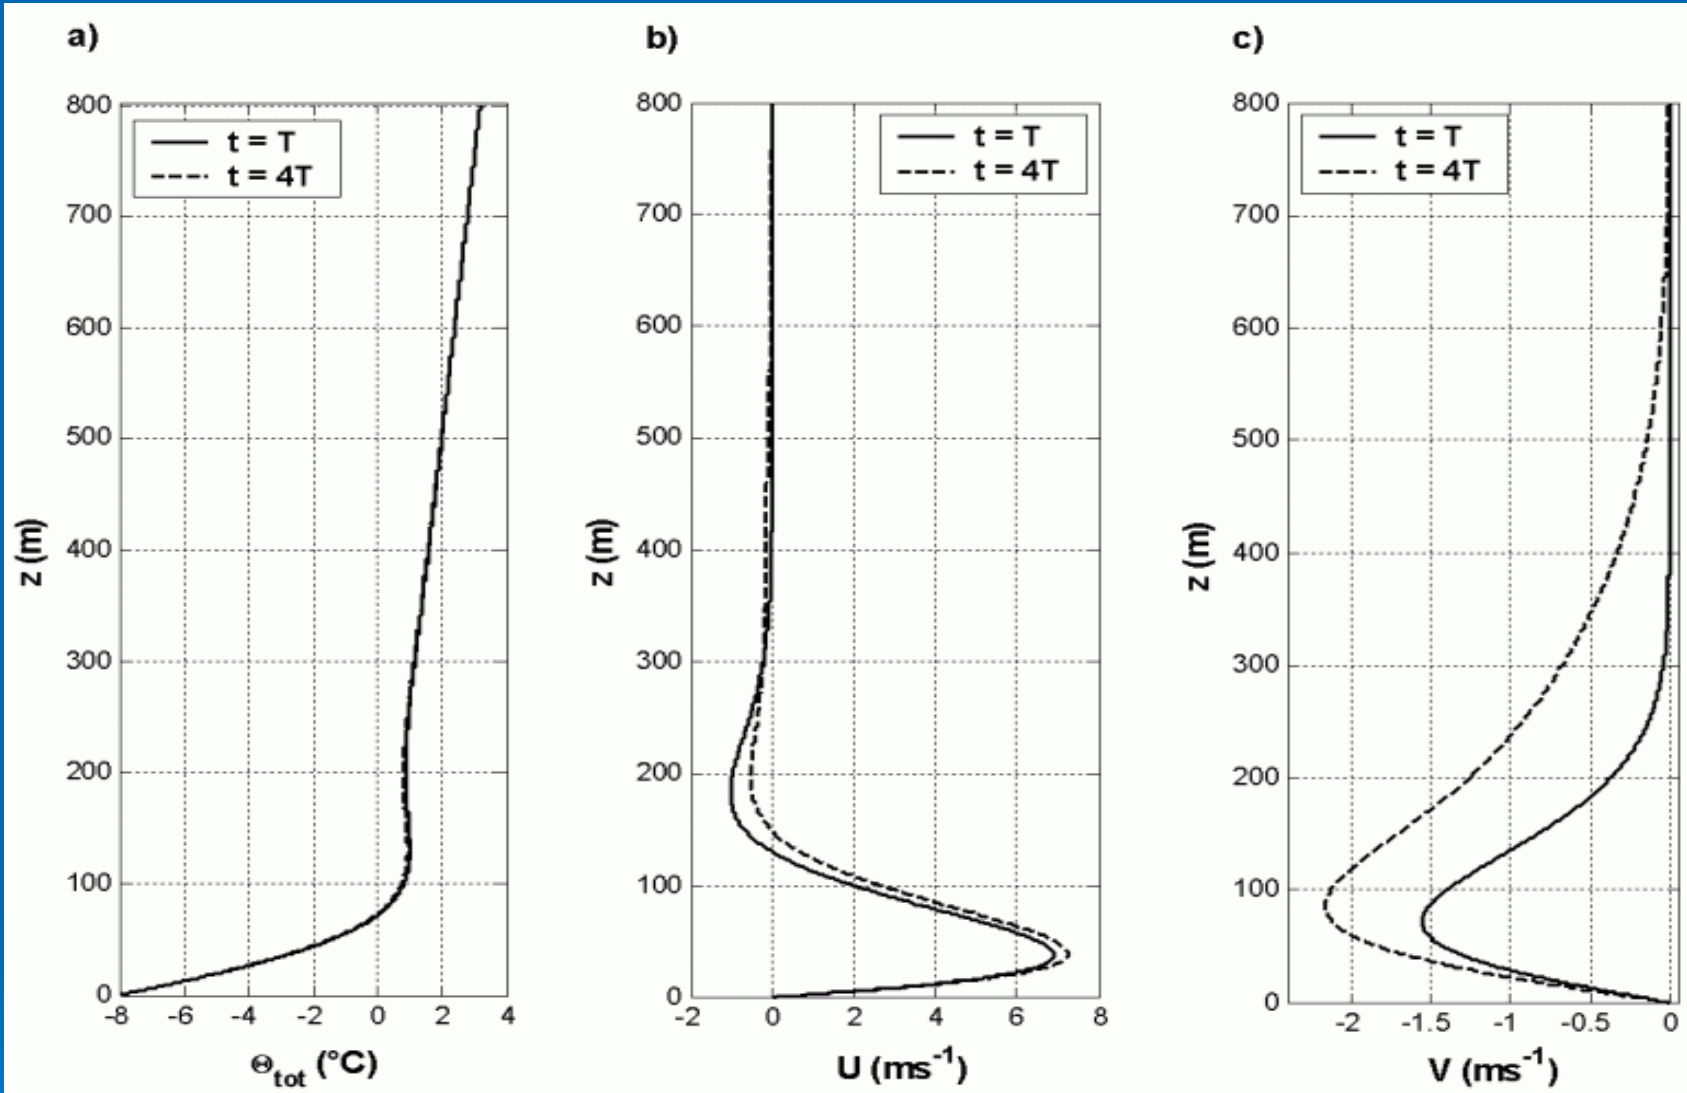 a)
800
700
600
500
400
300
200
100
0
z (m)
t = T
t = 4T
-8 -6 -4 -2 0 2 4
Θtot (°C)
b)
800
700
600
500
400
300
200
100
0
z (m)
t = T
t = 4T
-2 0 2 4 6 8
U (ms-1)
c)
800
700
600
500
400
300
200
100
0
z (m)
t = T
t = 4T
-2 -1.5 -1 -0.5 0
V (ms-1)